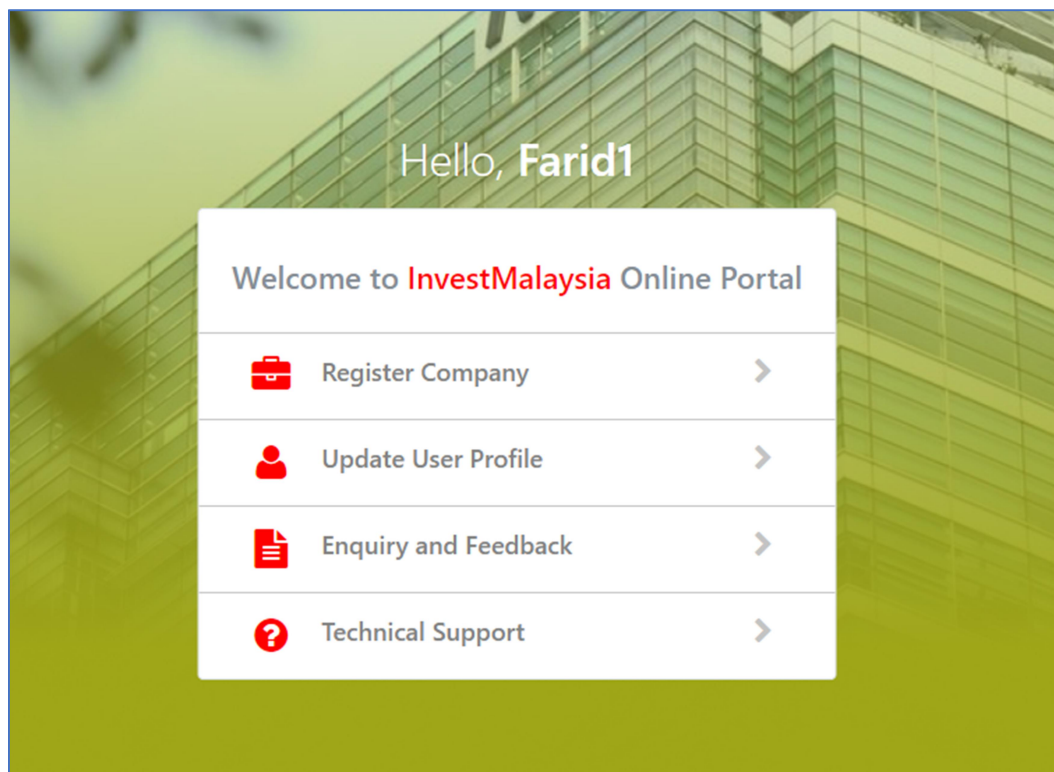 Hello, Farid1
Welcome to InvestMalaysia Online Portal
Register Company
Update User Profile
Enquiry and Feedback
Technical Support